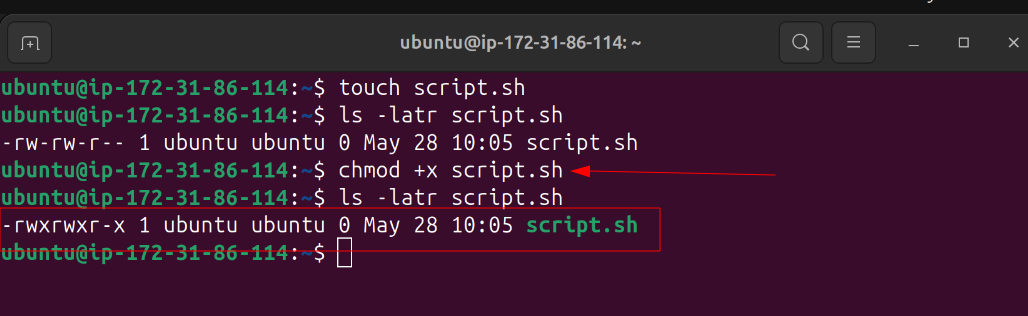 ubuntu@ip-172-31-86-114: ~
ubuntu@ip-172-31-86-114:~$ touch script.sh
ubuntu@ip-172-31-86-114:~$ ls -latr script.sh
-rw-rw-r-- 1 ubuntu ubuntu 0 May 28 10:05 script.sh
ubuntu@ip-172-31-86-114:~$ chmod +x script.sh
ubuntu@ip-172-31-86-114:~$ ls -latr script.sh
-rwxrwxr-x 1 ubuntu ubuntu 0 May 28 10:05 script.sh
ubuntu@ip-172-31-86-114:~$